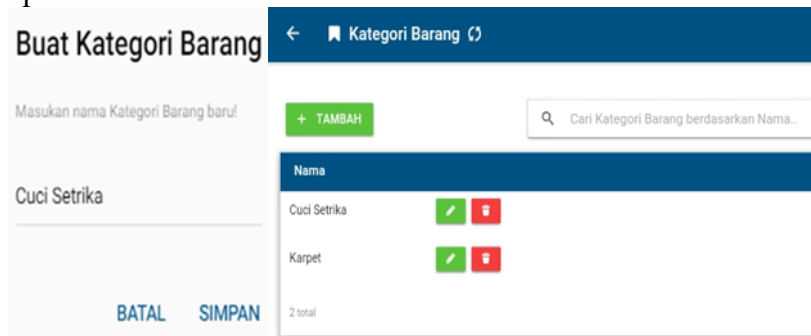 Buat Kategori Barang
Masukan nama Kategori Barang baru!
Cuci Setrika
BATAL SIMPAN
Kategori Barang
+ TAMBAH
Cari Kategori Barang berdasarkan Nama..
Nama
Cuci Setrika
Karpet
2 total